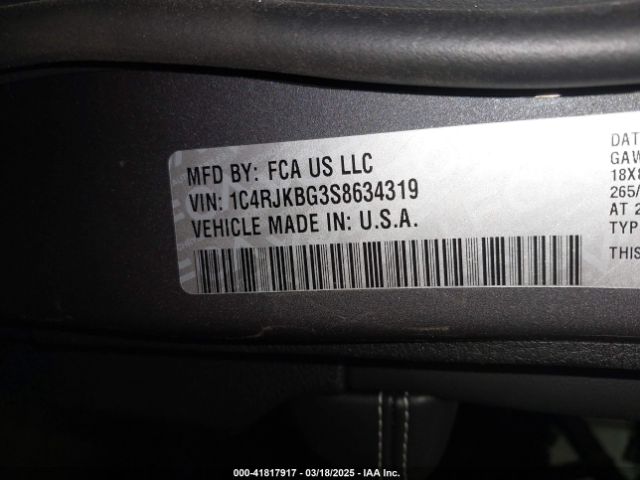 MFD BY: FCA US LLC
VIN: 1C4RJKBG3S8634319
VEHICLE MADE IN: U.S.A.
DAT
GAW
18X8
265/
AT 2
TYP
THIS
000-41817917 - 03/18/2025 - IAA Inc.